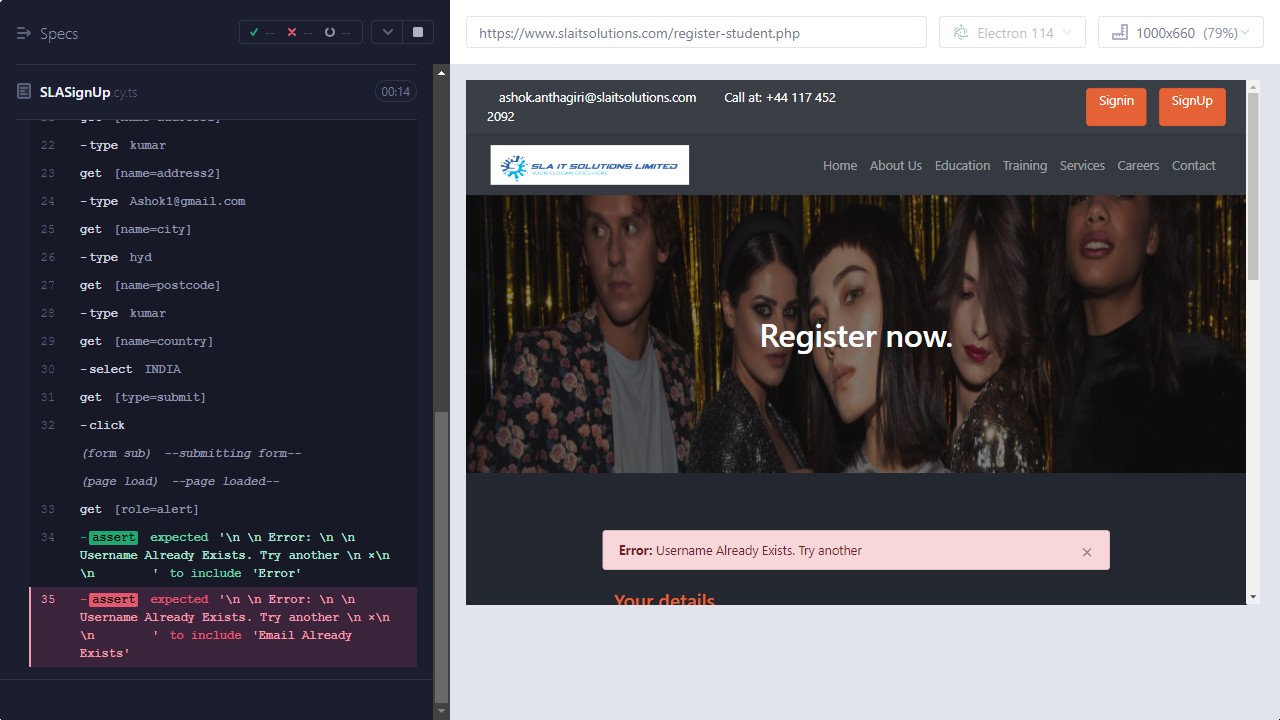 Specs
-- -- --
SLASignUp.cy.ts
00:14
get [name=address1]
22 -type kumar
23 get [name=address2]
24 -type Ashok1@gmail.com
25 get [name=city]
26 -type hyd
27 get [name=postcode]
28 -type kumar
29 get [name=country]
30 -select INDIA
31 get [type=submit]
32 -click
(form sub) --submitting form--
(page load) --page loaded--
33 get [role=alert]
34 -assert expected '\n \n Error: \n \n
Username Already Exists. Try another \n ×\n
\n ' to include 'Error'
35 -assert expected '\n \n Error: \n \n
Username Already Exists. Try another \n ×\n
\n ' to include 'Email Already
Exists'
https://www.slaitsolutions.com/register-student.php
Electron 114
1000x660 (79%)
ashok.anthagiri@slaitsolutions.com Call at: +44 117 452
2092
Signin
SignUp
SLA IT SOLUTIONS LIMITED
YOUR SLOGAN GOES HERE
Home About Us Education Training Services Careers Contact
Register now.
Error: Username Already Exists. Try another ×
Your details